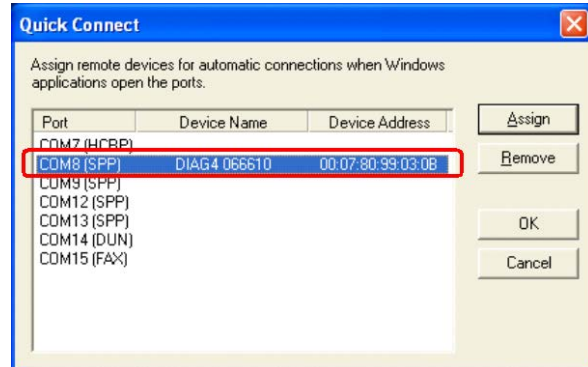 Quick Connect
Assign remote devices for automatic connections when Windows
applications open the ports.
Port Device Name Device Address
COM7 (HCRP)
COM8 (SPP) DIAG4 066610 00:07:80:99:03:0B
COM9 (SPP)
COM12 (SPP)
COM13 (SPP)
COM14 (DUN)
COM15 (FAX)
Assign
Remove
OK
Cancel